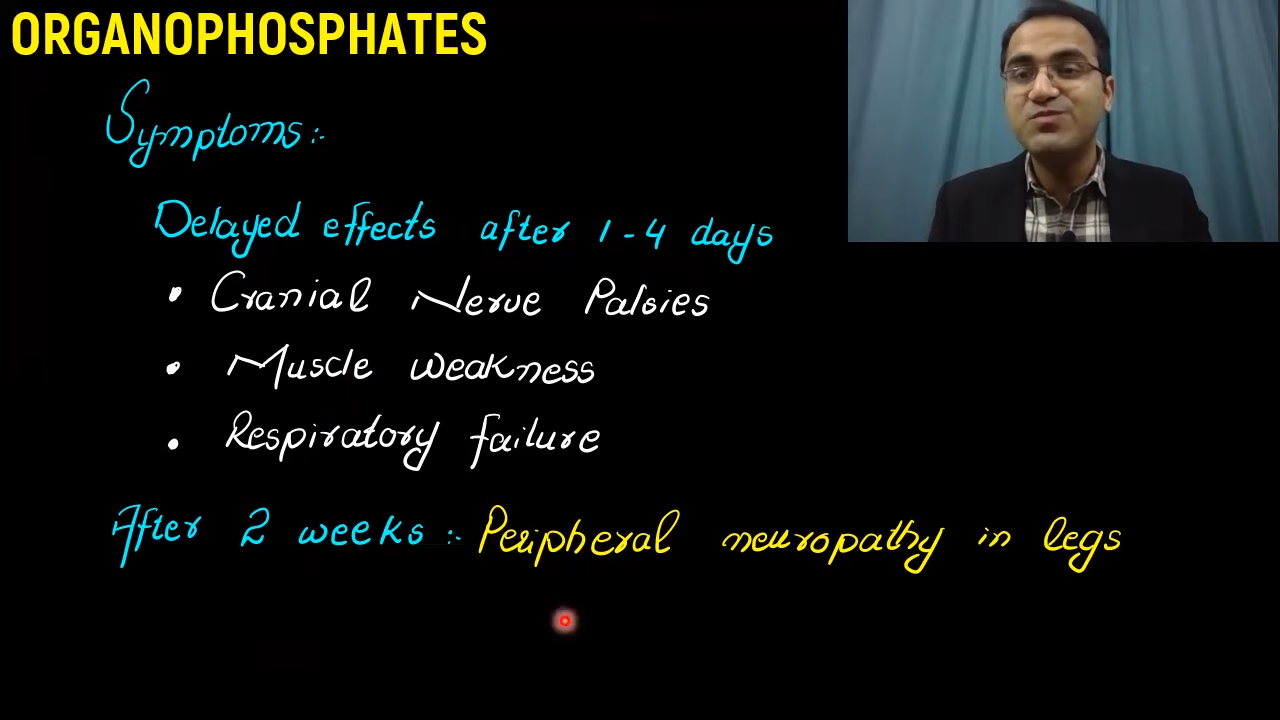 ORGANOPHOSPHATES
Symptoms:-
Delayed effects after 1-4 days
• Cranial Nerve Palsies
• Muscle weakness
• Respiratory failure
After 2 weeks:- Peripheral neuropathy in legs